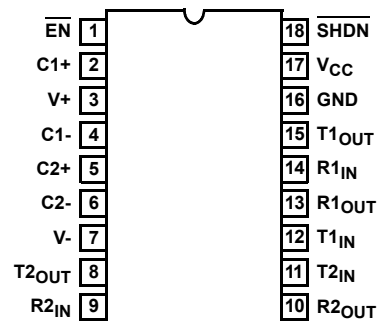 EN 1 18 SHDN
C1+ 2 17 VCC
V+ 3 16 GND
C1- 4 15 T1OUT
C2+ 5 14 R1IN
C2- 6 13 R1OUT
V- 7 12 T1IN
T2OUT 8 11 T2IN
R2IN 9 10 R2OUT